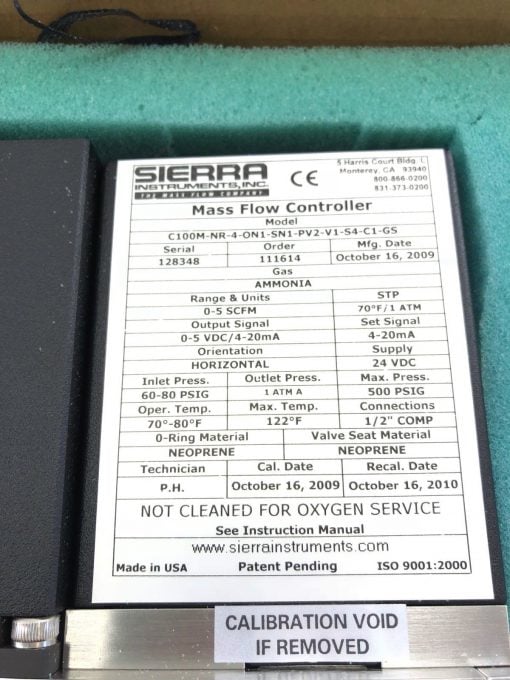 SIERRA
INSTRUMENTS, INC.
THE MASS FLOW COMPANY
CE
5 Harris Court Bldg. L
Monterey, CA 93940
800-866-0200
831-373-0200
Mass Flow Controller
Model
C100M-NR-4-ON1-SN1-PV2-V1-S4-C1-GS
Serial Order Mfg. Date
128348 111614 October 16, 2009
Gas
AMMONIA
Range & Units STP
0-5 SCFM 70°F/1 ATM
Output Signal Set Signal
0-5 VDC/4-20mA 4-20mA
Orientation Supply
HORIZONTAL 24 VDC
Inlet Press. Outlet Press. Max. Press.
60-80 PSIG 1 ATM A 500 PSIG
Oper. Temp. Max. Temp. Connections
70°-80°F 122°F 1/2" COMP
0-Ring Material Valve Seat Material
NEOPRENE NEOPRENE
Technician Cal. Date Recal. Date
P.H. October 16, 2009 October 16, 2010
NOT CLEANED FOR OXYGEN SERVICE
See Instruction Manual
www.sierrainstruments.com
Made in USA Patent Pending ISO 9001:2000
CALIBRATION VOID
IF REMOVED